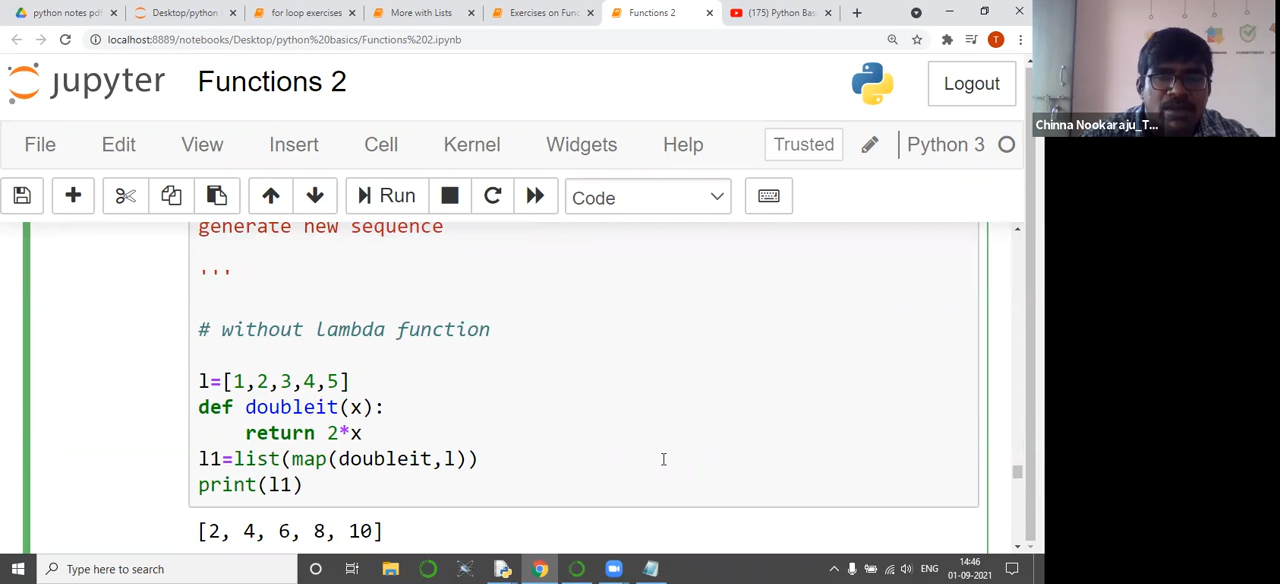 python notes pdf
Desktop/python
for loop exercises
More with Lists
Exercises on Func
Functions 2
(175) Python Bas
localhost:8889/notebooks/Desktop/python%20basics/Functions%202.ipynb
T
jupyter
Functions 2
Logout
Chinna Nookaraju_T...
File Edit View Insert Cell Kernel Widgets Help Trusted Python 3
Run Code
generate new sequence
'''
# without lambda function
l=[1,2,3,4,5]
def doubleit(x):
return 2*x
l1=list(map(doubleit,l))
print(l1)
[2, 4, 6, 8, 10]
Type here to search
ENG
14:46
01-09-2021